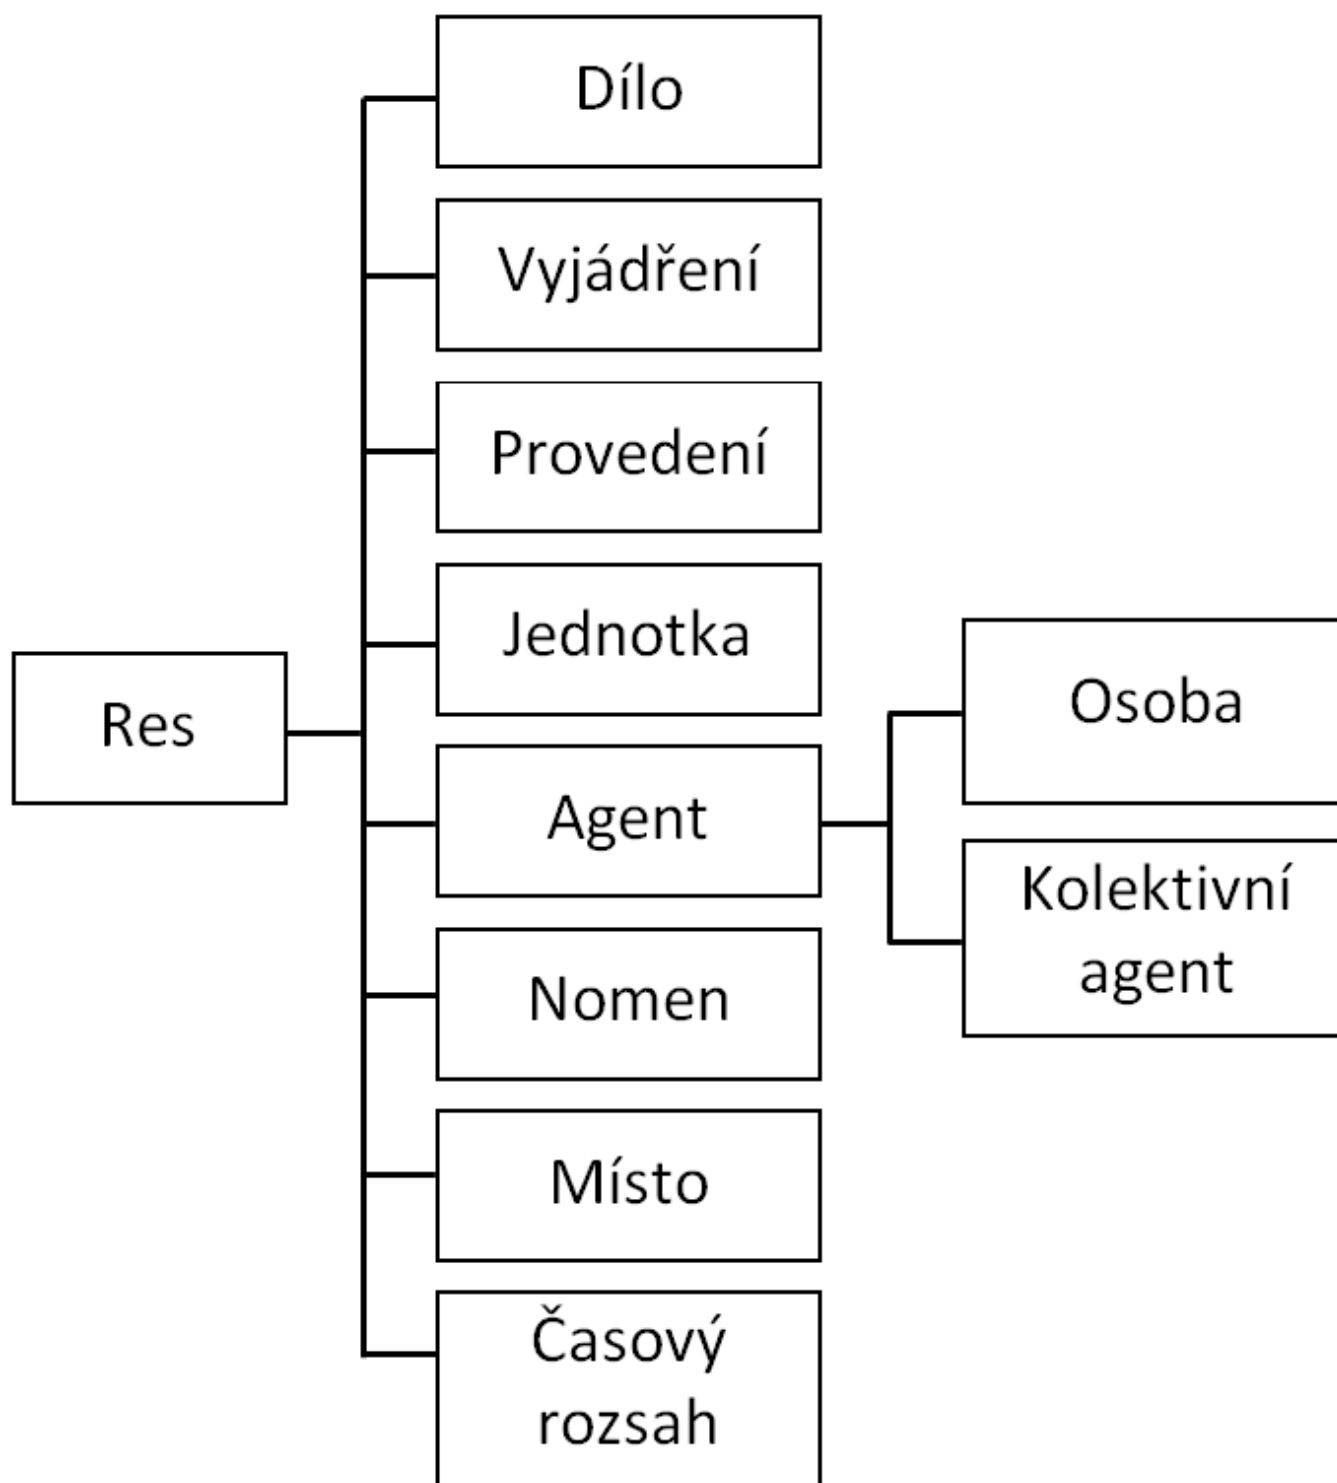 Dílo
Vyjádření
Provedení
Jednotka
Res
Agent
Osoba
Kolektivní
agent
Nomen
Místo
Časový
rozsah